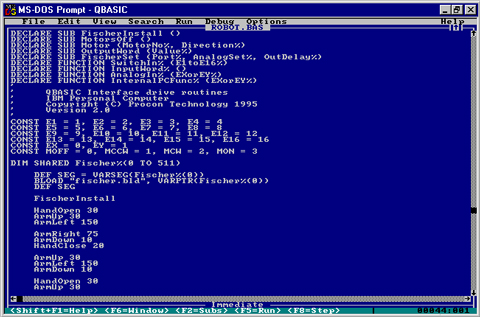 MS-DOS Prompt - QBASIC
File Edit View Search Run Debug Options Help
ROBOT.BAS
DECLARE SUB FischerInstall ()
DECLARE SUB MotorsOff ()
DECLARE SUB Motor (MotorNo%, Direction%)
DECLARE SUB OutputWord (Value%)
DECLARE SUB FischerSet (Port%, AnalogSet%, OutDelay%)
DECLARE FUNCTION SwitchIn% (E1toE16%)
DECLARE FUNCTION InputWord% ()
DECLARE FUNCTION AnalogIn% (EXorEY%)
DECLARE FUNCTION InternalPCFunc% (EXorEY%)
'
' QBASIC Interface drive routines
' IBM Personal Computer
' Copyright (C) Procon Technology 1995
' Version 2.0
'
CONST E1 = 1, E2 = 2, E3 = 3, E4 = 4
CONST E5 = 5, E6 = 6, E7 = 7, E8 = 8
CONST E9 = 9, E10 = 10, E11 = 11, E12 = 12
CONST E13 = 13, E14 = 14, E15 = 15, E16 = 16
CONST EX = 0, EY = 1
CONST MOFF = 0, MCCW = 1, MCW = 2, MON = 3
DIM SHARED Fischer%(0 TO 511)
DEF SEG = VARSEG(Fischer%(0))
BLOAD "fischer.bld", VARPTR(Fischer%(0))
DEF SEG
FischerInstall
HandOpen 30
ArmUp 30
ArmLeft 150
ArmRight 75
ArmDown 10
HandClose 20
ArmUp 30
ArmLeft 150
ArmDown 10
HandOpen 30
ArmUp 30
Immediate
<Shift+F1=Help> <F6=Window> <F2=Subs> <F5=Run> <F8=Step> 00044:001